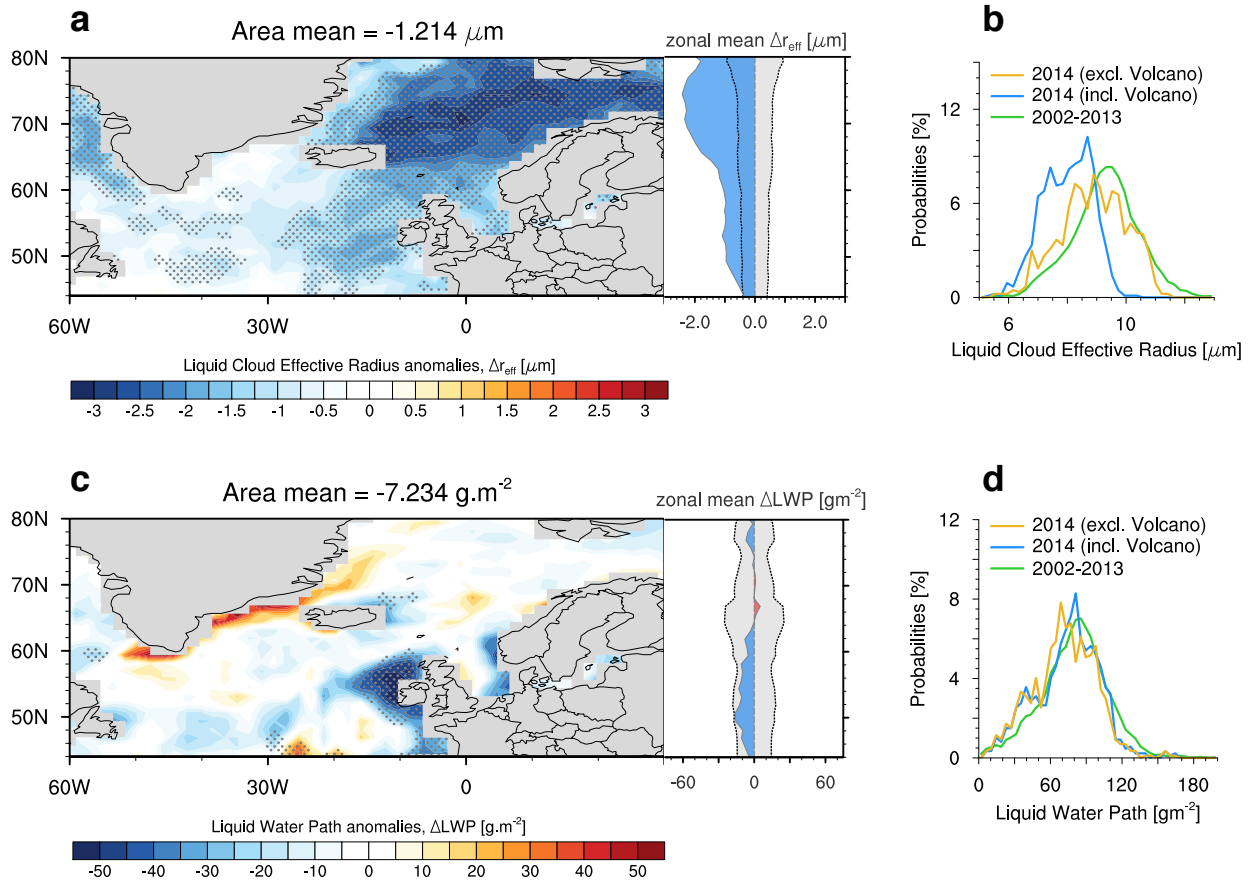 a
Area mean = -1.214 μm
zonal mean Δr_eff [μm]
80N
70N
60N
50N
60W
30W
0
-2.0
0.0
2.0
Liquid Cloud Effective Radius anomalies, Δr_eff [μm]
-3 -2.5 -2 -1.5 -1 -0.5 0 0.5 1 1.5 2 2.5 3
b
2014 (excl. Volcano)
2014 (incl. Volcano)
2002-2013
Probabilities [%]
12
8
6
0
6
10
Liquid Cloud Effective Radius [μm]
c
Area mean = -7.234 g.m⁻²
zonal mean ΔLWP [gm⁻²]
80N
70N
60N
50N
60W
30W
0
-60
0
60
Liquid Water Path anomalies, ΔLWP [g.m⁻²]
-50 -40 -30 -20 -10 0 10 20 30 40 50
d
2014 (excl. Volcano)
2014 (incl. Volcano)
2002-2013
Probabilities [%]
12
8
4
0
0 60 120 180
Liquid Water Path [gm⁻²]